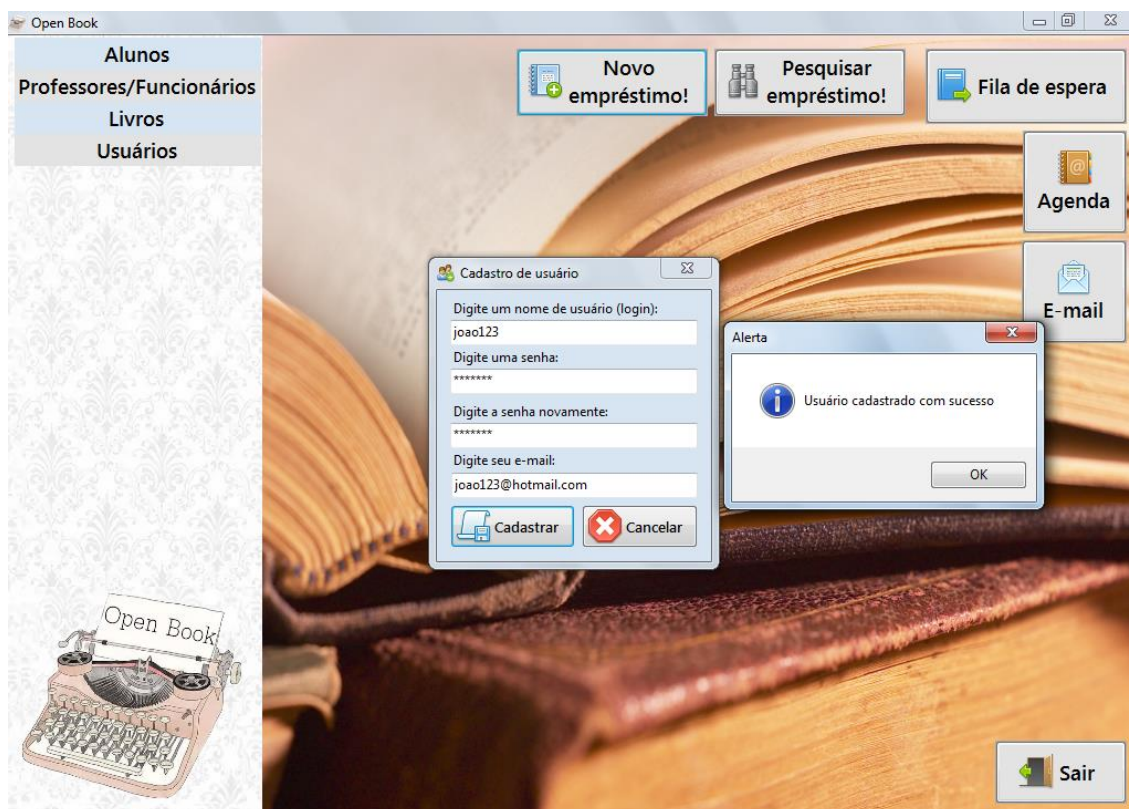 Open Book
Alunos
Professores/Funcionários
Livros
Usuários
Novo
empréstimo!
Pesquisar
empréstimo!
Fila de espera
Agenda
E-mail
Cadastro de usuário
Digite um nome de usuário (login):
joao123
Digite uma senha:
*******
Digite a senha novamente:
*******
Digite seu e-mail:
joao123@hotmail.com
Cadastrar
Cancelar
Alerta
Usuário cadastrado com sucesso
OK
Open Book
Sair